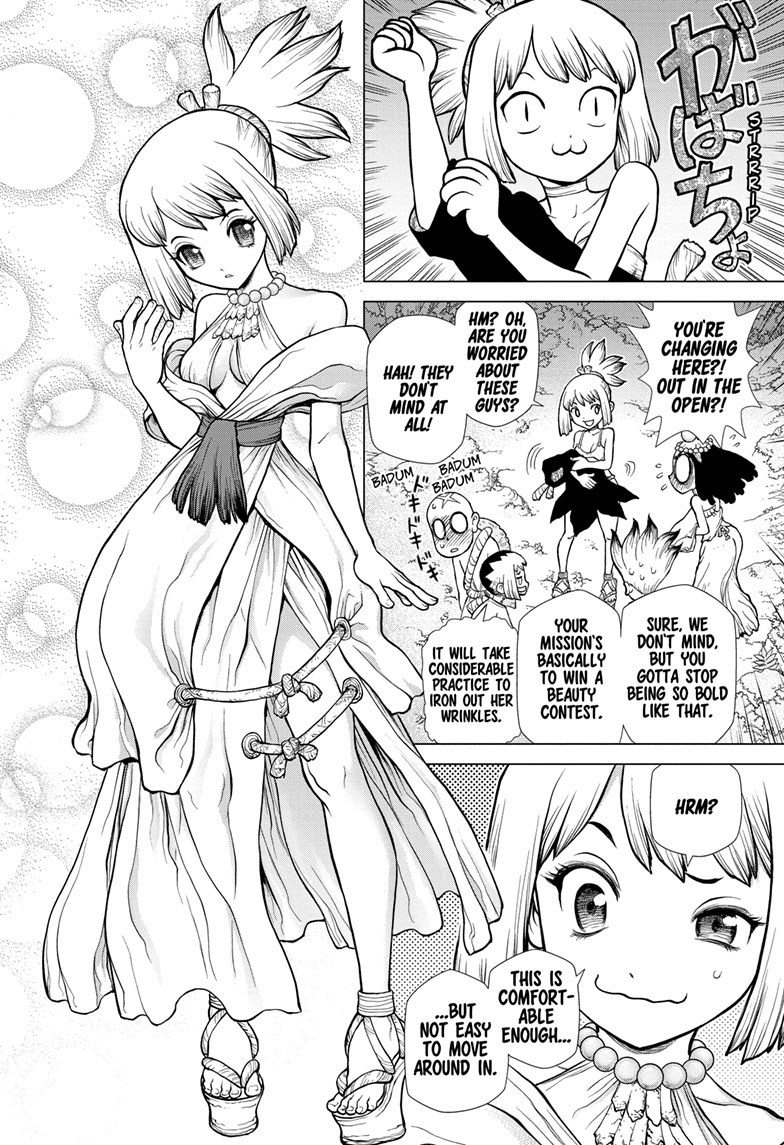 がばちょ
STRRRIP
YOU'RE
CHANGING
HERE?!
OUT IN THE
OPEN?!
HM? OH,
ARE YOU
WORRIED
ABOUT
THESE
GUYS?
HAH! THEY
DON'T
MIND AT
ALL!
BADUM
BADUM
BADUM
ドキドキドキ
SURE, WE
DON'T MIND,
BUT YOU
GOTTA STOP
BEING SO BOLD
LIKE THAT.
YOUR
MISSION'S
BASICALLY
TO WIN A
BEAUTY
CONTEST.
IT WILL TAKE
CONSIDERABLE
PRACTICE TO
IRON OUT HER
WRINKLES.
HRM?
THIS IS
COMFORT-
ABLE
ENOUGH...
...BUT
NOT EASY
TO MOVE
AROUND IN.